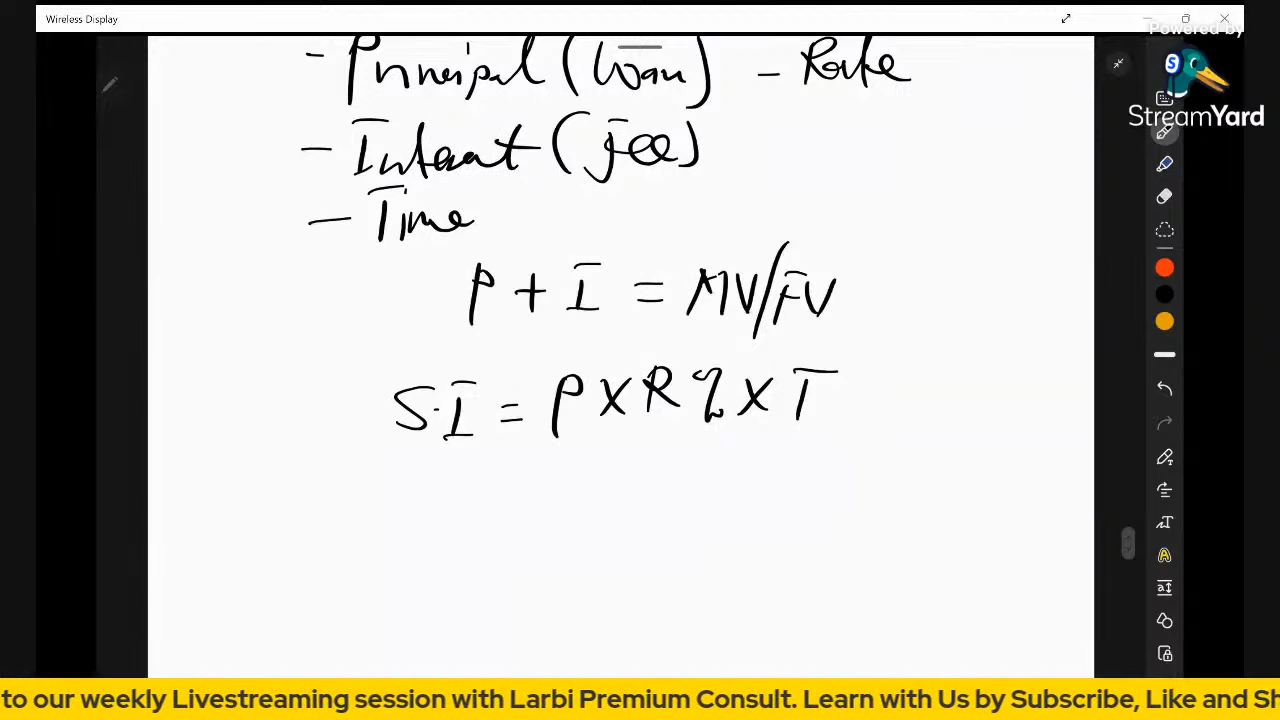 Wireless Display
Powered by
StreamYard
- Principal (Loan) - Rate
- Interest (fee)
- Time
P + I = MV/FV
S.I = P X R % X T
to our weekly Livestreaming session with Larbi Premium Consult. Learn with Us by Subscribe, Like and Sh